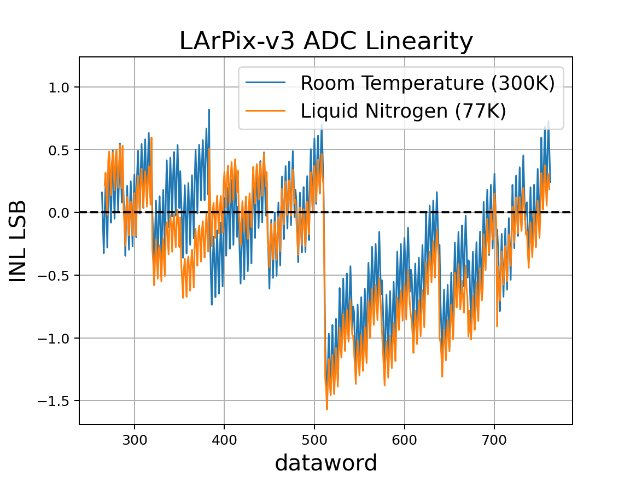 LArPix-v3 ADC Linearity
Room Temperature (300K)
Liquid Nitrogen (77K)
1.0
0.5
0.0
−0.5
−1.0
−1.5
INL LSB
300 400 500 600 700
dataword